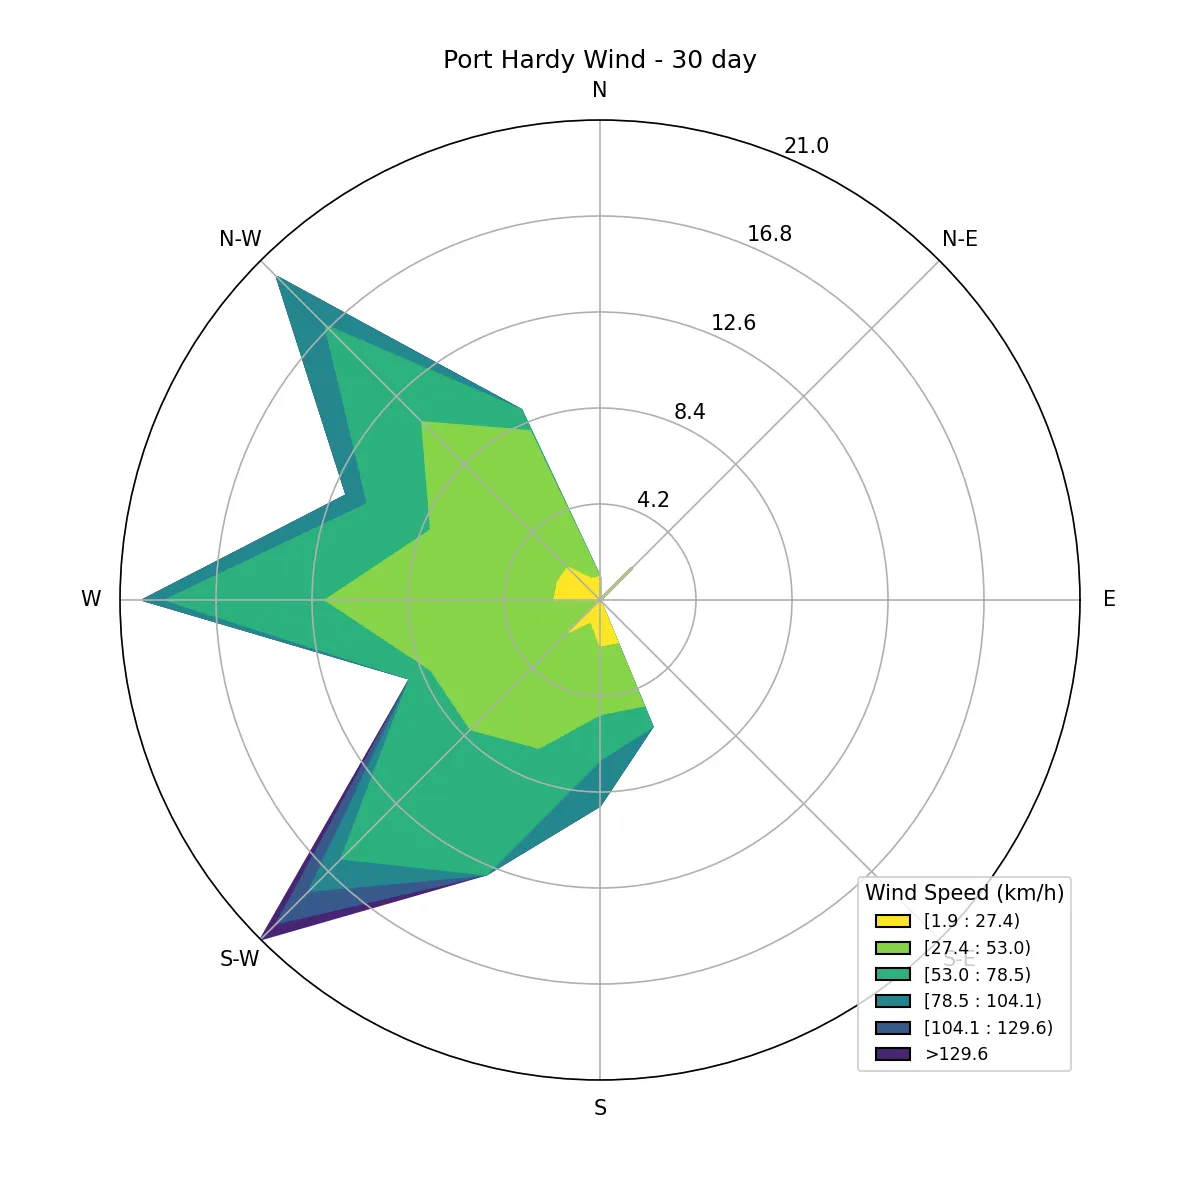 Port Hardy Wind - 30 day
N
21.0
16.8
N-W
N-E
12.6
8.4
4.2
W
E
Wind Speed (km/h)
[1.9 : 27.4)
[27.4 : 53.0)
S-W
S-E
[53.0 : 78.5)
[78.5 : 104.1)
[104.1 : 129.6)
>129.6
S